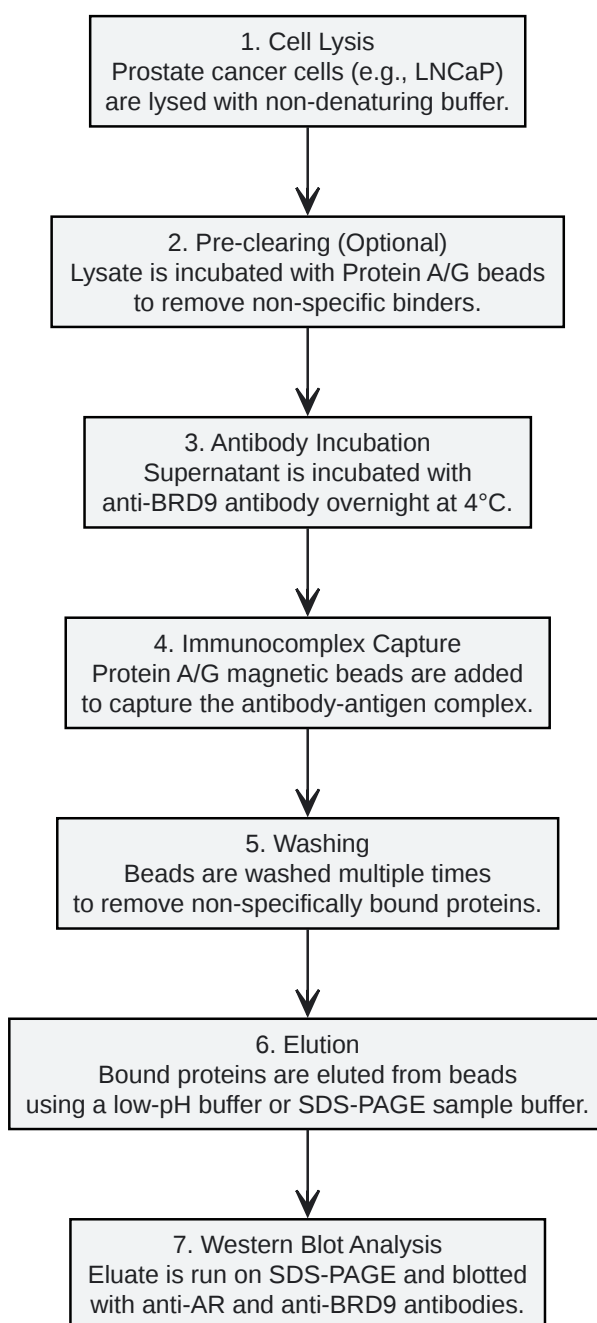 1. Cell Lysis
Prostate cancer cells (e.g., LNCaP)
are lysed with non-denaturing buffer.
2. Pre-clearing (Optional)
Lysate is incubated with Protein A/G beads
to remove non-specific binders.
3. Antibody Incubation
Supernatant is incubated with
anti-BRD9 antibody overnight at 4°C.
4. Immunocomplex Capture
Protein A/G magnetic beads are added
to capture the antibody-antigen complex.
5. Washing
Beads are washed multiple times
to remove non-specifically bound proteins.
6. Elution
Bound proteins are eluted from beads
using a low-pH buffer or SDS-PAGE sample buffer.
7. Western Blot Analysis
Eluate is run on SDS-PAGE and blotted
with anti-AR and anti-BRD9 antibodies.